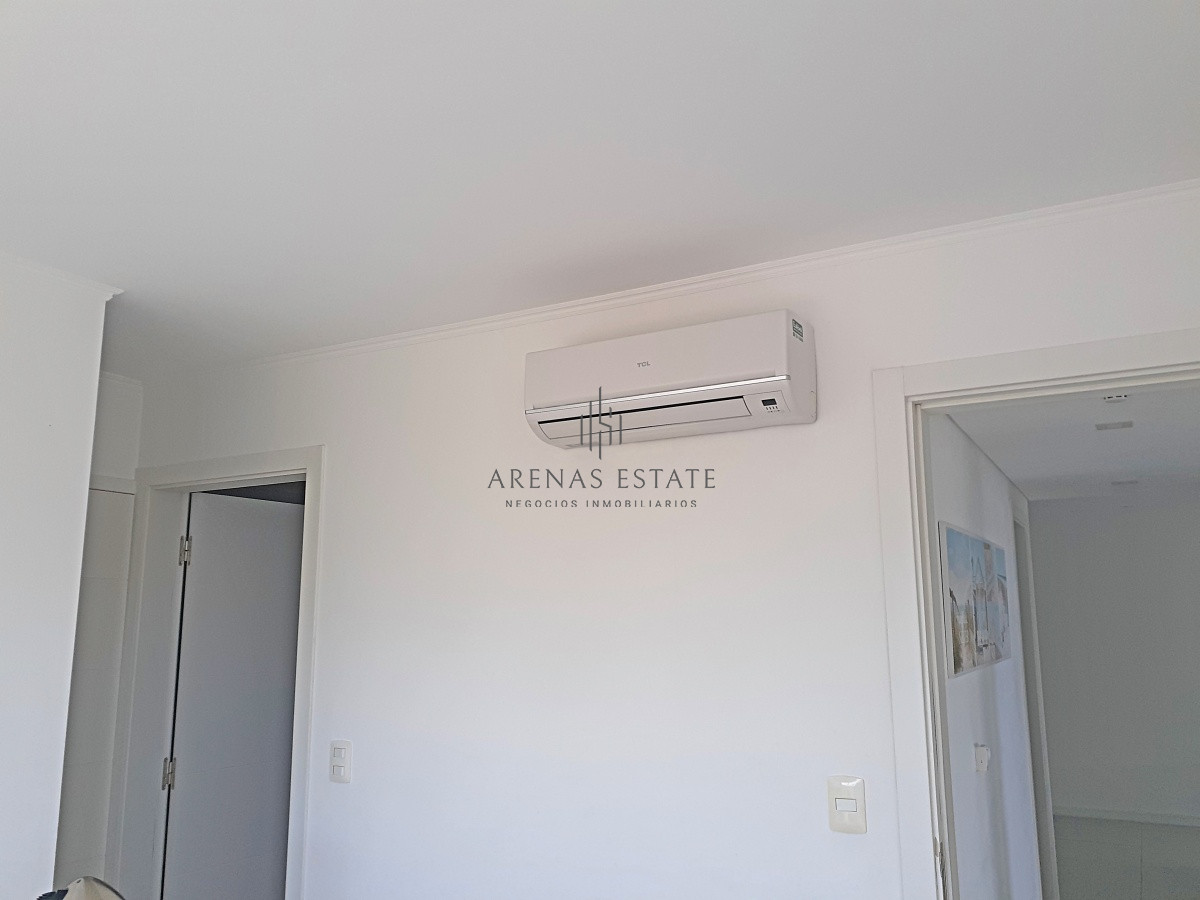 TCL
ARENAS ESTATE
NEGOCIOS INMOBILIARIOS